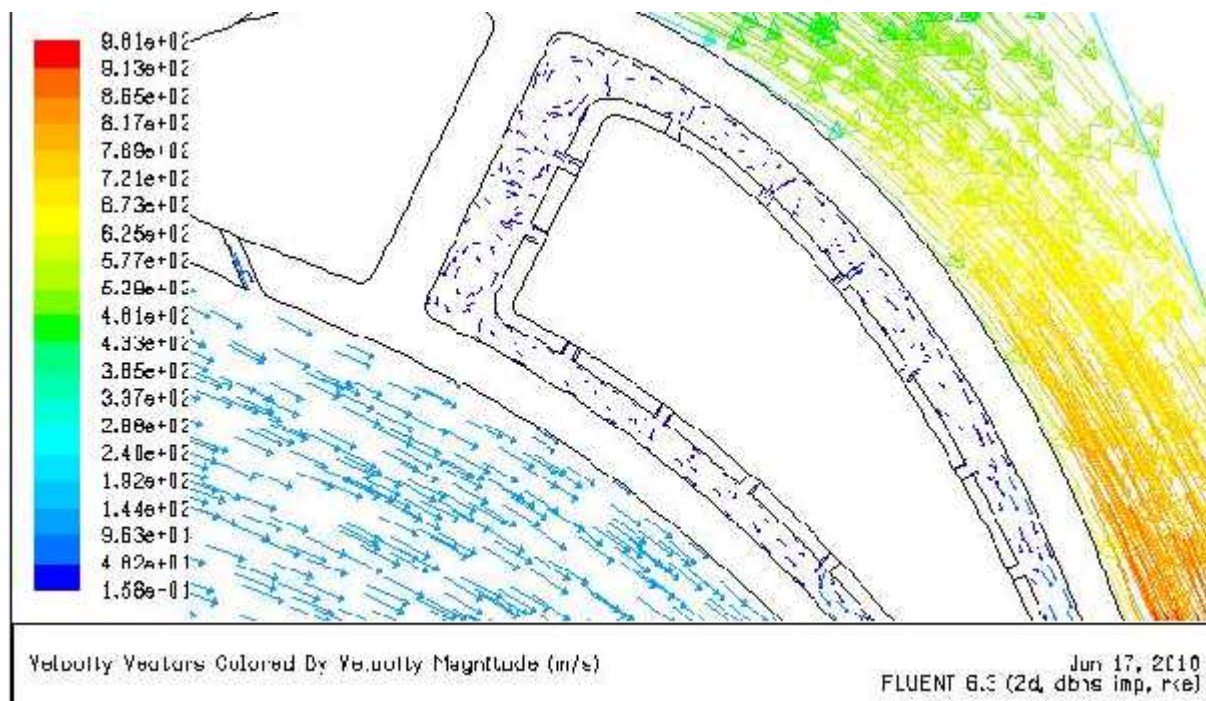 9.61e+02
9.13e+02
8.65e+02
8.17e+02
7.69e+02
7.21e+02
6.73e+02
6.25e+02
5.77e+02
5.29e+02
4.81e+02
4.33e+02
3.85e+02
3.37e+02
2.88e+02
2.40e+02
1.92e+02
1.44e+02
9.63e+01
4.82e+01
Velocity Vectors Colored By Velocity Magnitude (m/s)
Jun 17, 2010
FLUENT 6.3 (2d, dbns imp, rke)